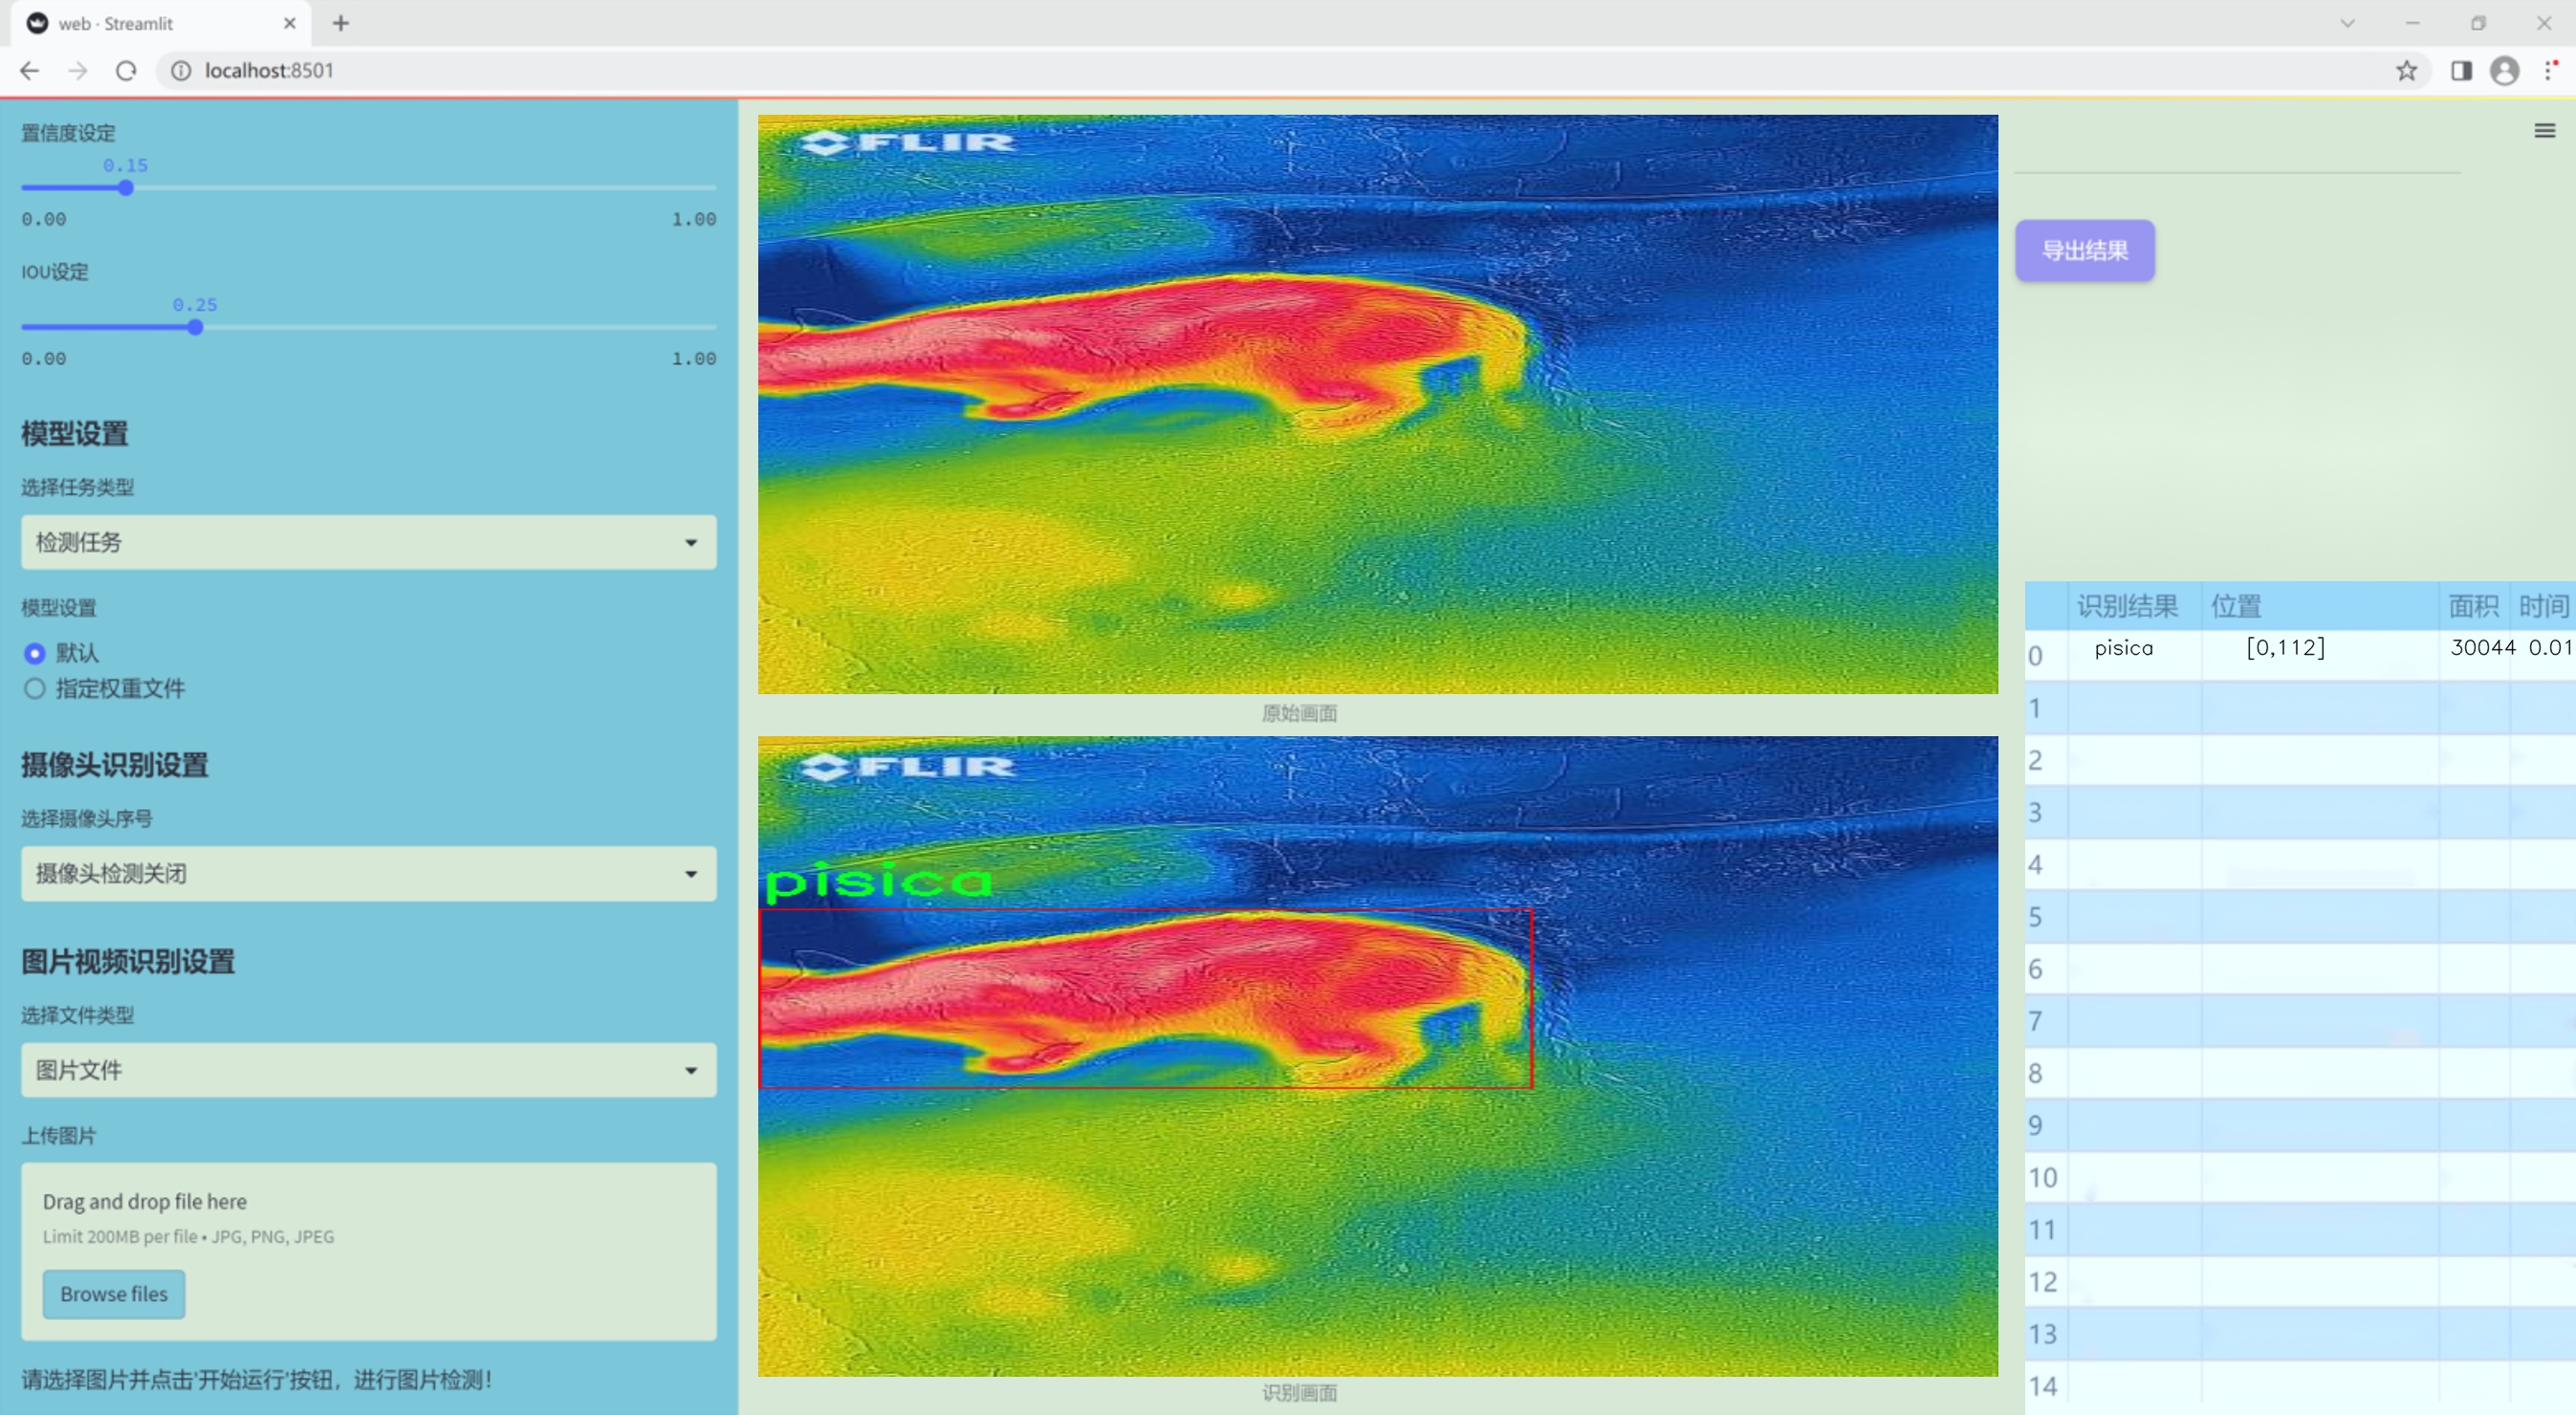 web · Streamlit
localhost:8501
置信度设定
0.15
0.00 1.00
IOU设定
0.25
0.00 1.00
模型设置
选择任务类型
检测任务
模型设置
默认
指定权重文件
摄像头识别设置
选择摄像头序号
摄像头检测关闭
图片视频识别设置
选择文件类型
图片文件
上传图片
Drag and drop file here
Limit 200MB per file • JPG, PNG, JPEG
Browse files
请选择图片并点击'开始运行'按钮，进行图片检测！
FLIR
原始画面
FLIR
pisica
识别画面
导出结果
识别结果 位置 面积 时间
0 pisica [0,112] 30044 0.01
1
2
3
4
5
6
7
8
9
10
11
12
13
14